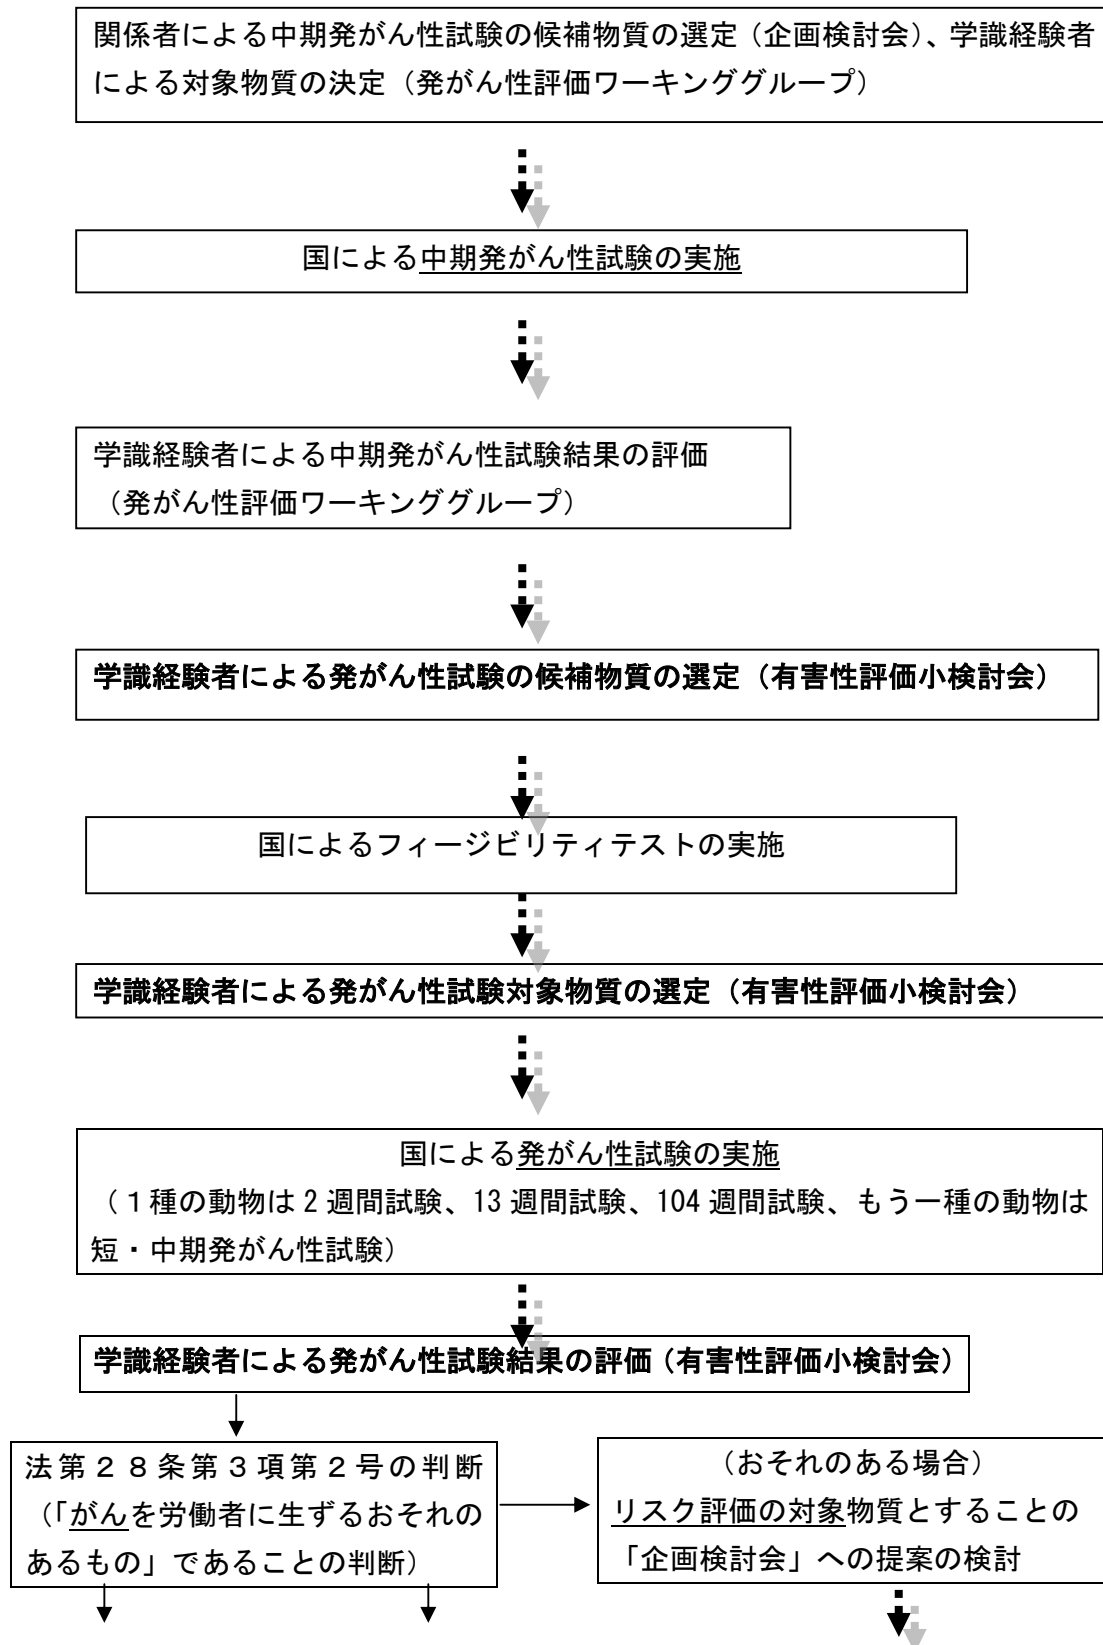 関係者による中期発がん性試験の候補物質の選定（企画検討会）、学識経験者
による対象物質の決定（発がん性評価ワーキンググループ）
国による中期発がん性試験の実施
学識経験者による中期発がん性試験結果の評価
（発がん性評価ワーキンググループ）
学識経験者による発がん性試験の候補物質の選定（有害性評価小検討会）
国によるフィージビリティテストの実施
学識経験者による発がん性試験対象物質の選定（有害性評価小検討会）
国による発がん性試験の実施
（１種の動物は 2 週間試験、13 週間試験、104 週間試験、もう一種の動物は
短・中期発がん性試験）
学識経験者による発がん性試験結果の評価（有害性評価小検討会）
法第２８条第３項第２号の判断
（「がんを労働者に生ずるおそれの
あるもの」であることの判断）
（おそれのある場合）
リスク評価の対象物質とすることの
「企画検討会」への提案の検討